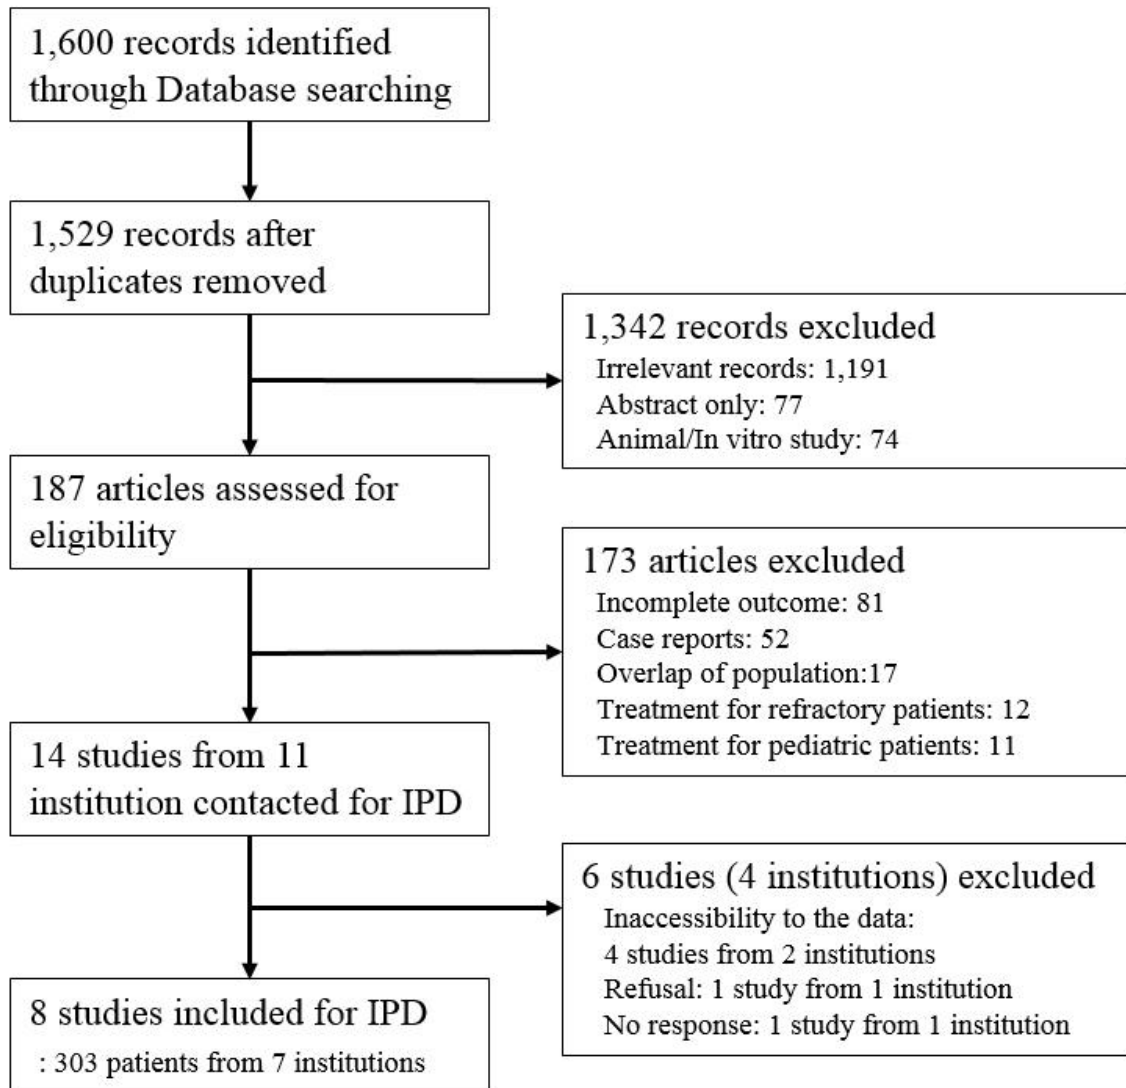 1,600 records identified
through Database searching
1,529 records after
duplicates removed
1,342 records excluded
Irrelevant records: 1,191
Abstract only: 77
Animal/In vitro study: 74
187 articles assessed for
eligibility
173 articles excluded
Incomplete outcome: 81
Case reports: 52
Overlap of population:17
Treatment for refractory patients: 12
Treatment for pediatric patients: 11
14 studies from 11
institution contacted for IPD
6 studies (4 institutions) excluded
Inaccessibility to the data:
4 studies from 2 institutions
Refusal: 1 study from 1 institution
No response: 1 study from 1 institution
8 studies included for IPD
: 303 patients from 7 institutions